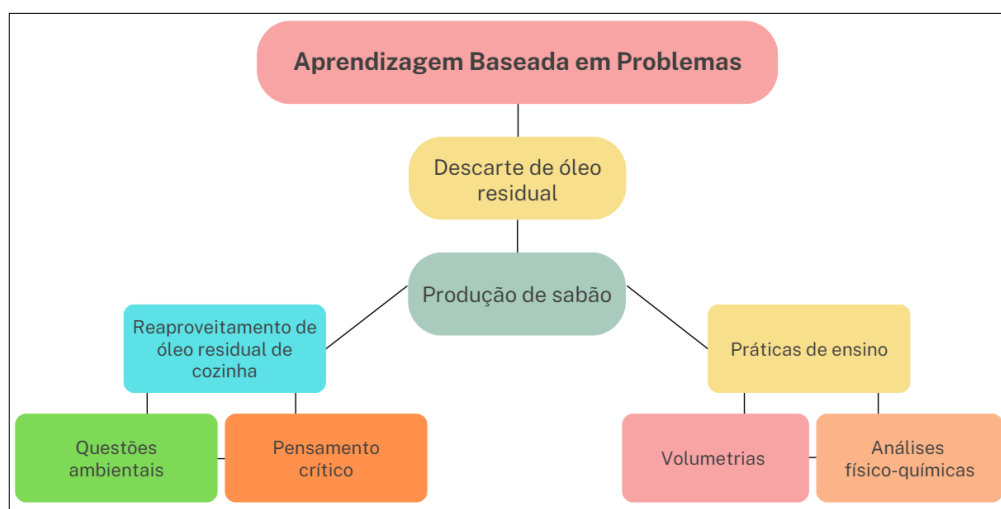 Aprendizagem Baseada em Problemas
Descarte de óleo
residual
Produção de sabão
Reaproveitamento de
óleo residual de
cozinha
Práticas de ensino
Questões
ambientais
Pensamento
crítico
Volumetrias
Análises
físico-químicas